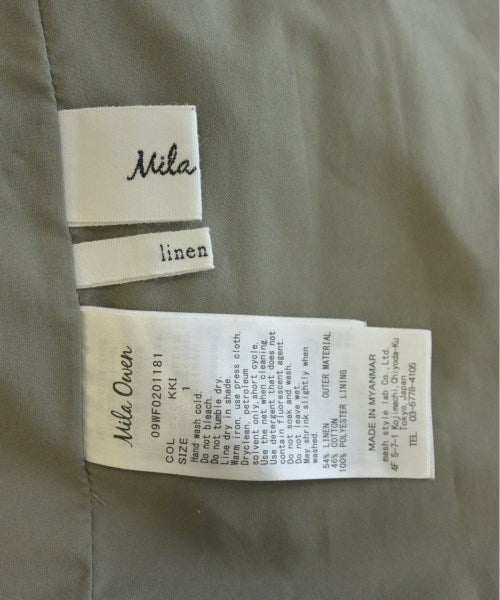 Mila
linen
Mila Owen
09WF0201181
COL KKI
SIZE 1
Hand wash cold.
Do not bleach.
Do not tumble dry.
Line dry in shade.
Warm iron, use press cloth.
Dryclean, petroleum
solvent only, short cycle.
Use the net when cleaning.
Use detergent that does not
contain fluorescent agent.
Do not soak and wash.
Do not leave wet.
May shrink slightly when
washed.
OUTER MATERIAL
54% LINEN
46% COTTON
100% POLYESTER LINING
MADE IN MYANMAR
mash style lab Co.,Ltd.
4F 5-7-1 Kojimachi, Chiyoda-Ku
Tokyo, Japan
TEL 03-5778-4106